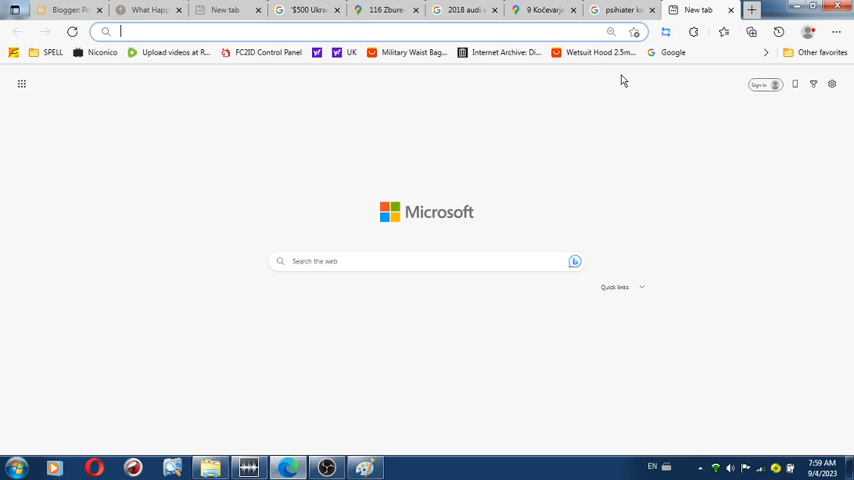 Blogger: Po
What Happ
New tab
'$500 Ukra
116 Zbure
2018 audi a
9 Kočevarje
psihiater ka
New tab
SPELL
Niconico
Upload videos at R...
FC2ID Control Panel
UK
Military Waist Bag...
Internet Archive: Di...
Wetsuit Hood 2.5m...
Google
Other favorites
Sign in
Microsoft
Search the web
Quick links
EN
7:59 AM
9/4/2023